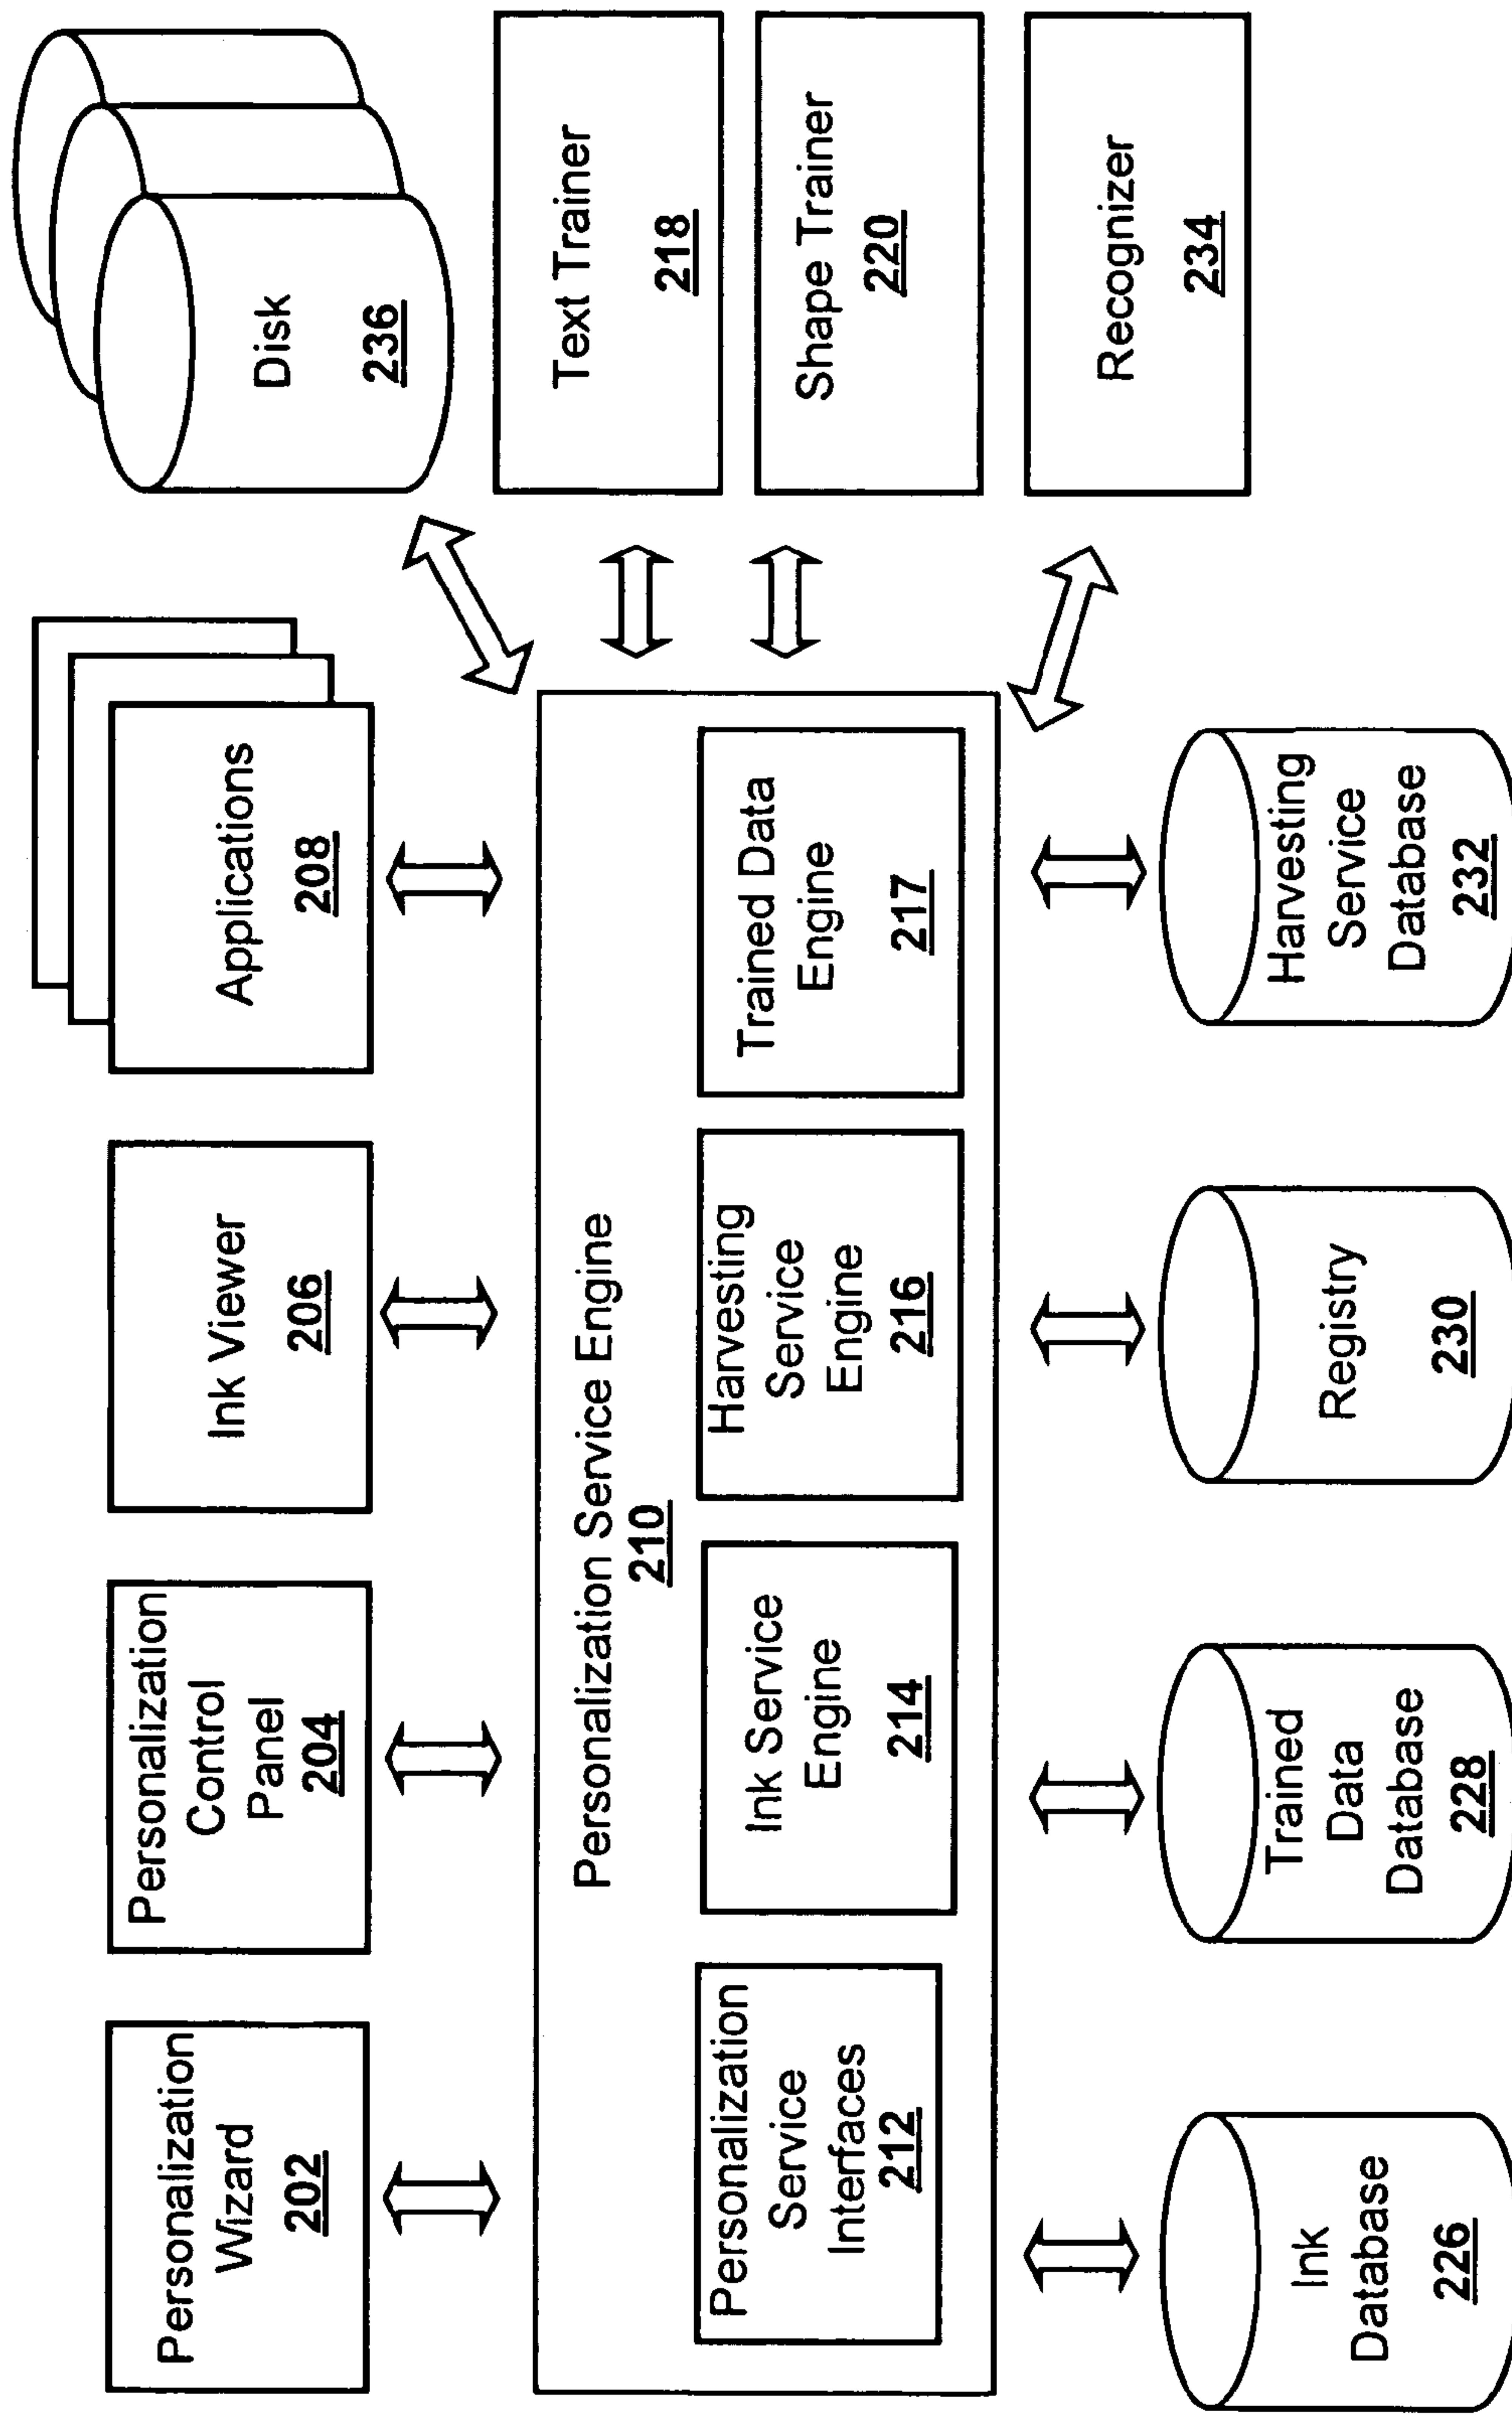 Personalization
Wizard
202
Personalization
Control
Panel
204
Ink Viewer
206
Applications
208
Disk
236
Personalization Service Engine
210
Personalization
Service
Interfaces
212
Ink Service
Engine
214
Harvesting
Service
Engine
216
Trained Data
Engine
217
Text Trainer
218
Shape Trainer
220
Recognizer
234
Ink
Database
226
Trained
Data
Database
228
Registry
230
Harvesting
Service
Database
232